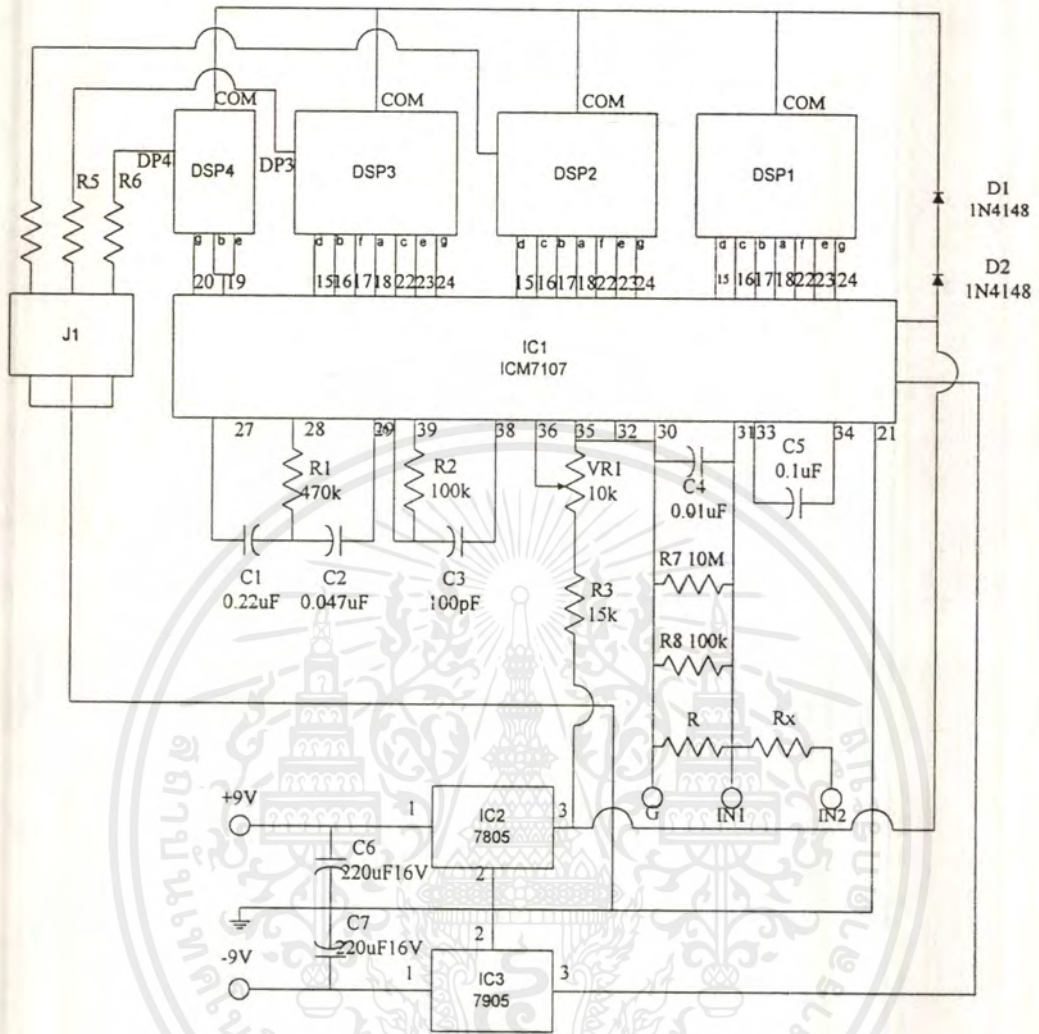 COM COM COM COM
DP4 DSP4 DP3 DSP3 DSP2 DSP1
R5 R6
D1
1N4148
D2
1N4148
g b e d b f a c e g d c b a f e g d c b a f e g
20 19 15 16 17 18 22 23 24 15 16 17 18 22 23 24 15 16 17 18 22 23 24
J1
IC1
ICM7107
27 28 29 39 38 36 35 32 30 31 33 34 21
R1
470k
R2
100k
VR1
10k
C4
0.01uF
C5
0.1uF
C1
0.22uF
C2
0.047uF
C3
100pF
R3
15k
R7 10M
R8 100k
R Rx
G IN1 IN2
+9V
1 IC2 3
7805
2
C6
220uF16V
C7
220uF16V
-9V
2
1 IC3 3
7905